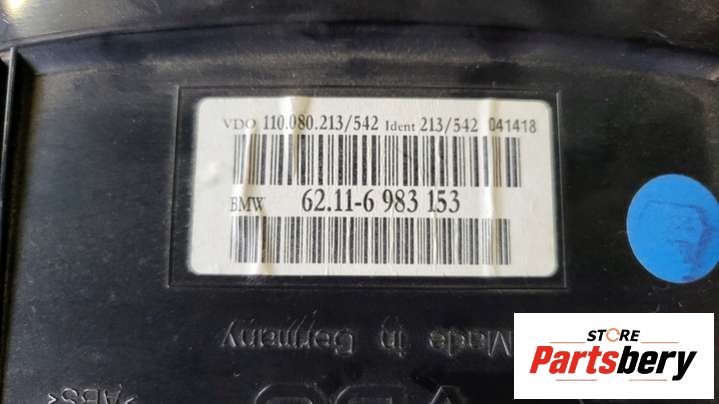 VDO 110.080.213/542 Ident 213/542 041418
BMW 62.11-6 983 153
Made in Germany
VDO
>ABS<
STORE
Partsbery